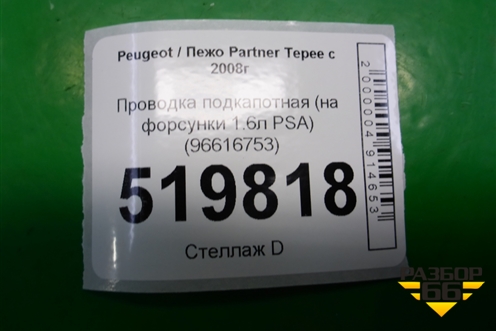 Peugeot / Пежо Partner Tepee с
2008г
Проводка подкапотная (на
форсунки 1.6л PSA)
(96616753)
519818
Стеллаж D
2000004914653
РАЗБОР
66